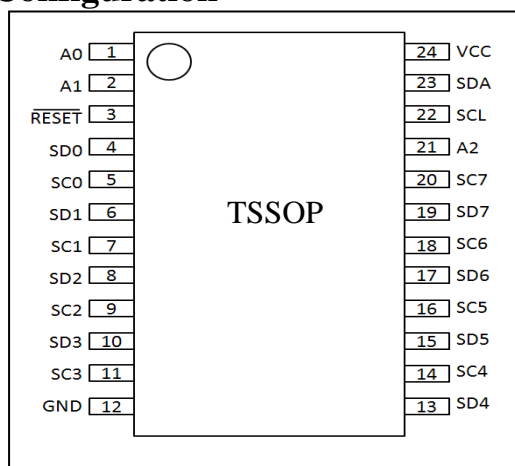 Configuration
A0 1
A1 2
RESET 3
SD0 4
SC0 5
SD1 6
SC1 7
SD2 8
SC2 9
SD3 10
SC3 11
GND 12
TSSOP
24 VCC
23 SDA
22 SCL
21 A2
20 SC7
19 SD7
18 SC6
17 SD6
16 SC5
15 SD5
14 SC4
13 SD4